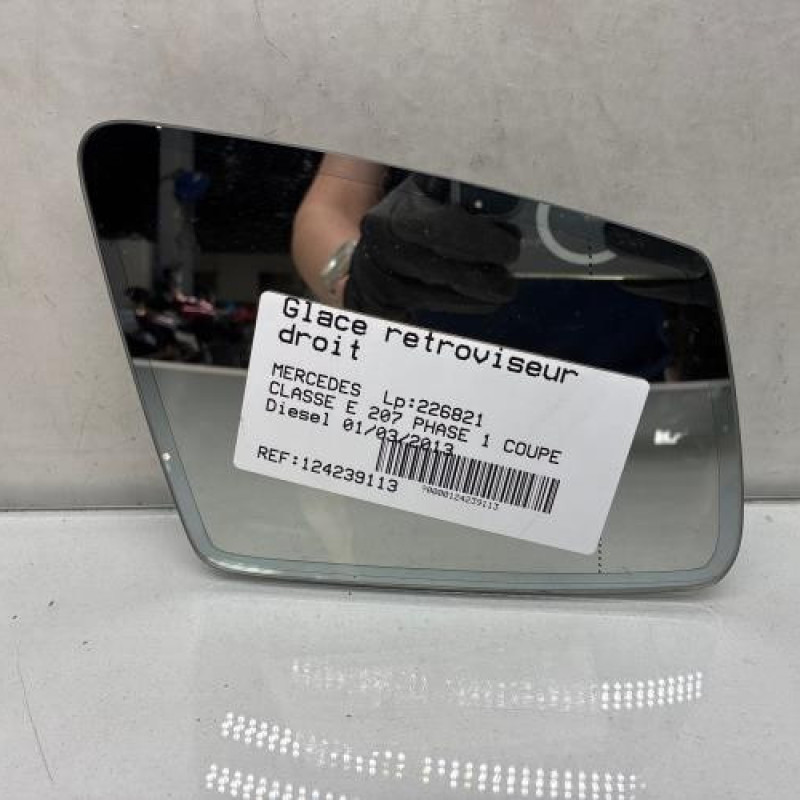 Glace retroviseur
droit
MERCEDES Lp:226821
CLASSE E 207 PHASE 1 COUPE
Diesel 01/03/2013
REF:124239113